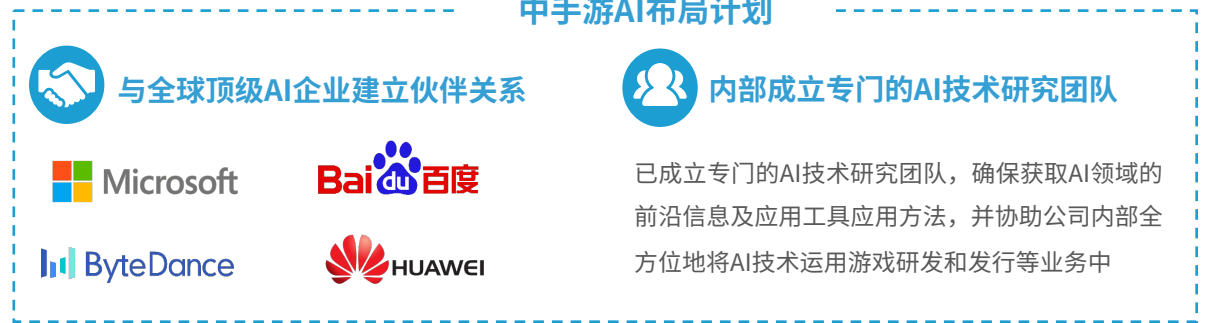 中手游AI布局计划
与全球顶级AI企业建立伙伴关系
Microsoft
Bai du 百度
ByteDance
HUAWEI
内部成立专门的AI技术研究团队
已成立专门的AI技术研究团队，确保获取AI领域的
前沿信息及应用工具应用方法，并协助公司内部全
方位地将AI技术运用游戏研发和发行等业务中